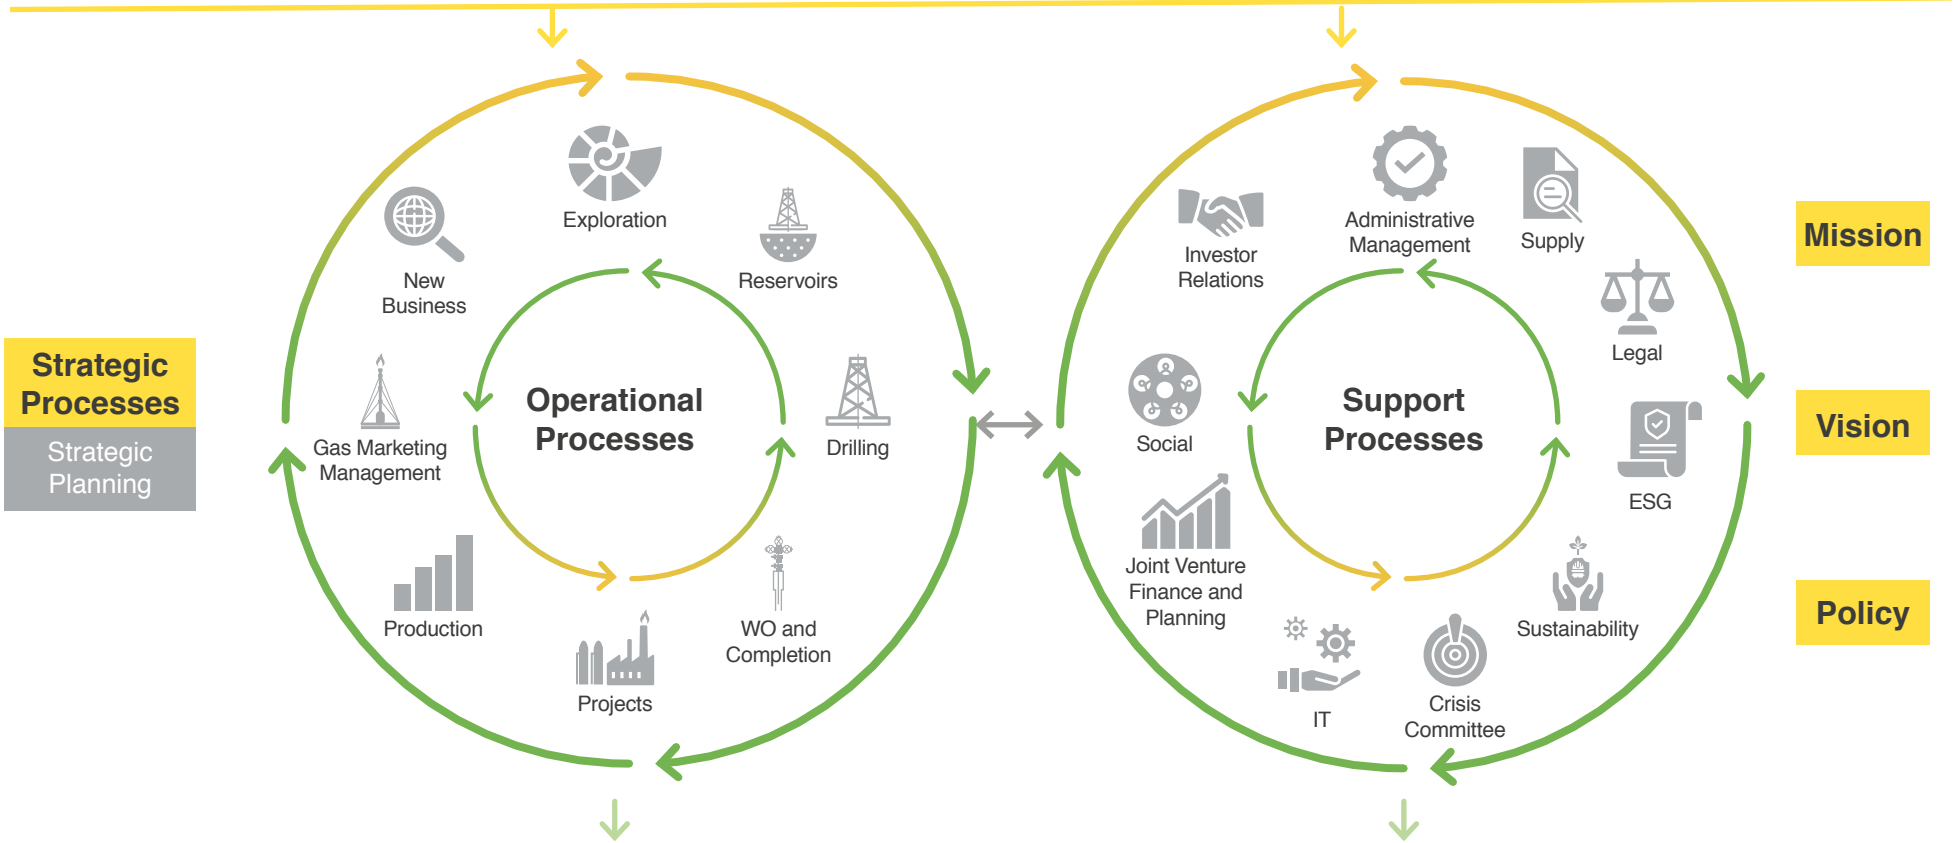 Strategic
Processes
Strategic
Planning
Exploration
New
Business
Reservoirs
Gas Marketing
Management
Operational
Processes
Drilling
Production
WO and
Completion
Projects
Administrative
Management
Investor
Relations
Supply
Legal
Social
Support
Processes
ESG
Joint Venture
Finance and
Planning
Sustainability
IT
Crisis
Committee
Mission
Vision
Policy